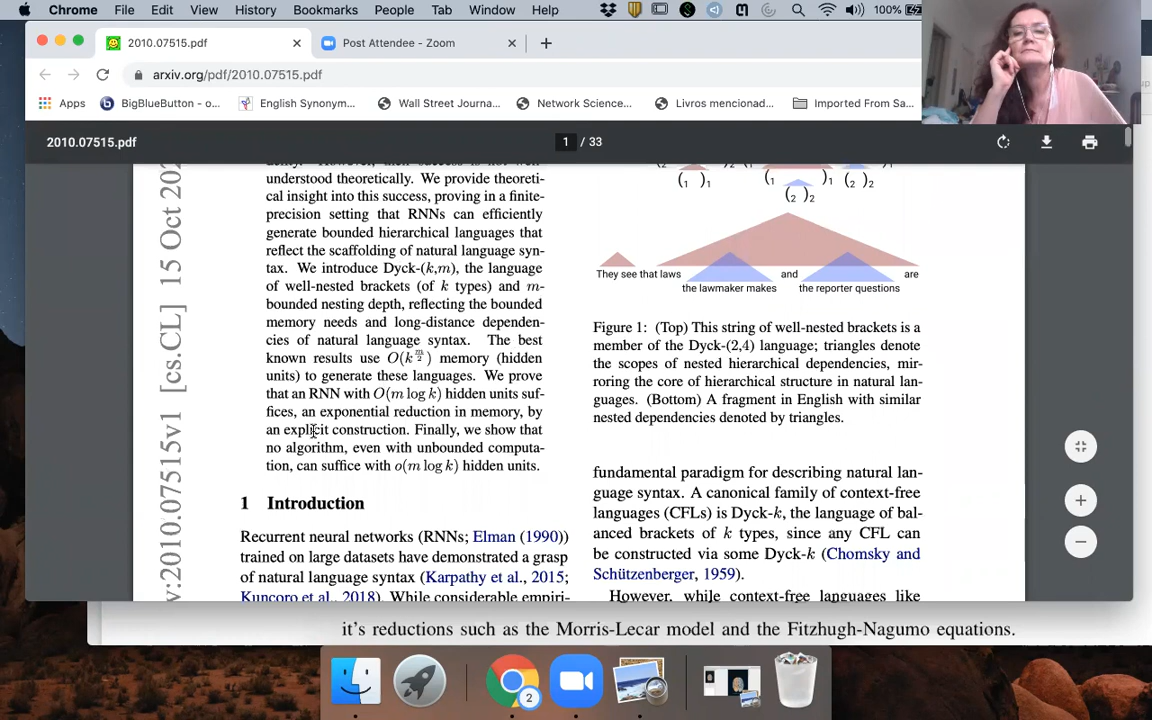 Chrome File Edit View History Bookmarks People Tab Window Help 100%
2010.07515.pdf Post Attendee - Zoom
arxiv.org/pdf/2010.07515.pdf
Apps BigBlueButton - o... English Synonym... Wall Street Journa... Network Science... Livros mencionad... Imported From Sa...
2010.07515.pdf 1 / 33
v:2010.07515v1 [cs.CL] 15 Oct 202
understood theoretically. We provide theoreti-
cal insight into this success, proving in a finite-
precision setting that RNNs can efficiently
generate bounded hierarchical languages that
reflect the scaffolding of natural language syn-
tax. We introduce Dyck-(k,m), the language
of well-nested brackets (of k types) and m-
bounded nesting depth, reflecting the bounded
memory needs and long-distance dependen-
cies of natural language syntax. The best
known results use O(k^{m/2}) memory (hidden
units) to generate these languages. We prove
that an RNN with O(m log k) hidden units suf-
fices, an exponential reduction in memory, by
an explicit construction. Finally, we show that
no algorithm, even with unbounded computa-
tion, can suffice with o(m log k) hidden units.
1 Introduction
Recurrent neural networks (RNNs; Elman (1990))
trained on large datasets have demonstrated a grasp
of natural language syntax (Karpathy et al., 2015;
Kuncoro et al., 2018). While considerable empiri-
(₁ )₁ (₁ )₁ (₂ )₂
(₂ )₂
They see that laws and are
the lawmaker makes the reporter questions
Figure 1: (Top) This string of well-nested brackets is a
member of the Dyck-(2,4) language; triangles denote
the scopes of nested hierarchical dependencies, mir-
roring the core of hierarchical structure in natural lan-
guages. (Bottom) A fragment in English with similar
nested dependencies denoted by triangles.
fundamental paradigm for describing natural lan-
guage syntax. A canonical family of context-free
languages (CFLs) is Dyck-k, the language of bal-
anced brackets of k types, since any CFL can
be constructed via some Dyck-k (Chomsky and
Schützenberger, 1959).
However, while context-free languages like
it's reductions such as the Morris-Lecar model and the Fitzhugh-Nagumo equations.
2